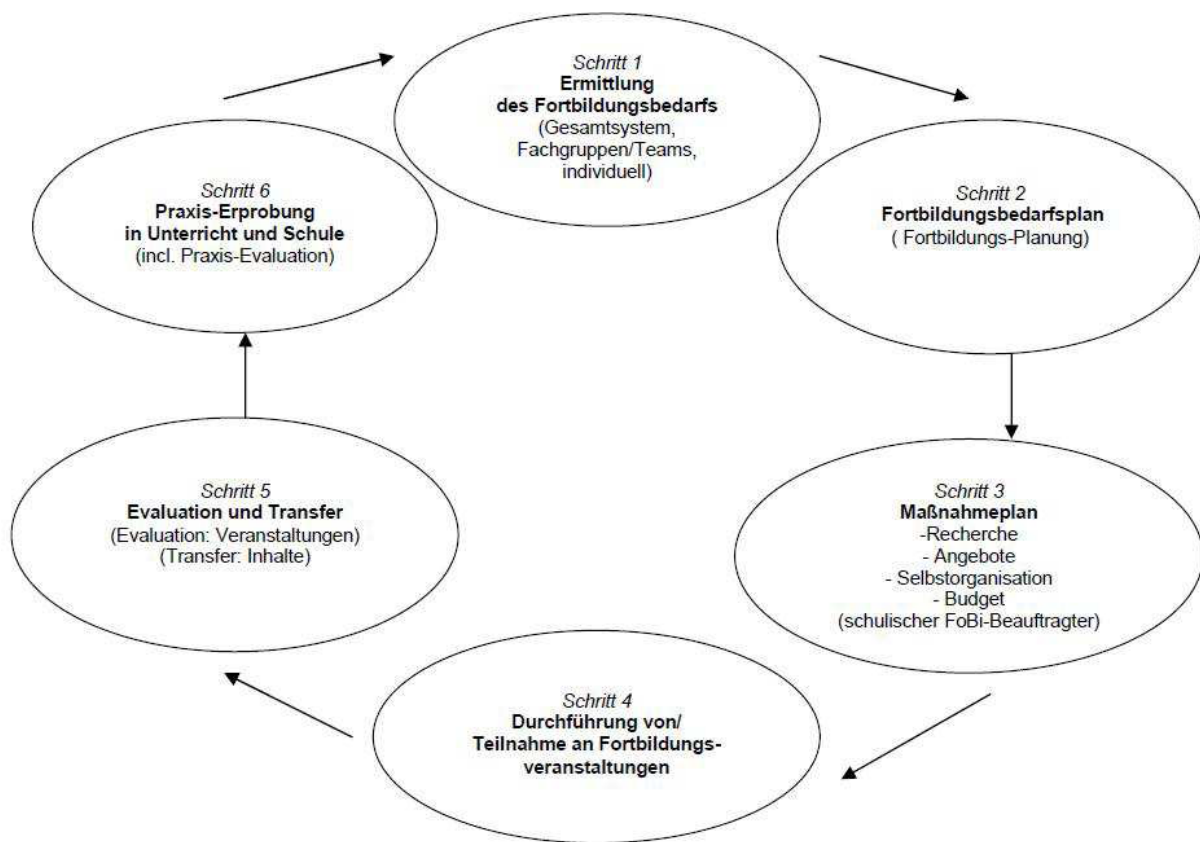 Schritt 1
Ermittlung
des Fortbildungsbedarfs
(Gesamtsystem,
Fachgruppen/Teams,
individuell)
Schritt 2
Fortbildungsbedarfsplan
( Fortbildungs-Planung)
Schritt 3
Maßnahmeplan
-Recherche
- Angebote
- Selbstorganisation
- Budget
(schulischer FoBi-Beauftragter)
Schritt 4
Durchführung von/
Teilnahme an Fortbildungs-
veranstaltungen
Schritt 5
Evaluation und Transfer
(Evaluation: Veranstaltungen)
(Transfer: Inhalte)
Schritt 6
Praxis-Erprobung
in Unterricht und Schule
(incl. Praxis-Evaluation)